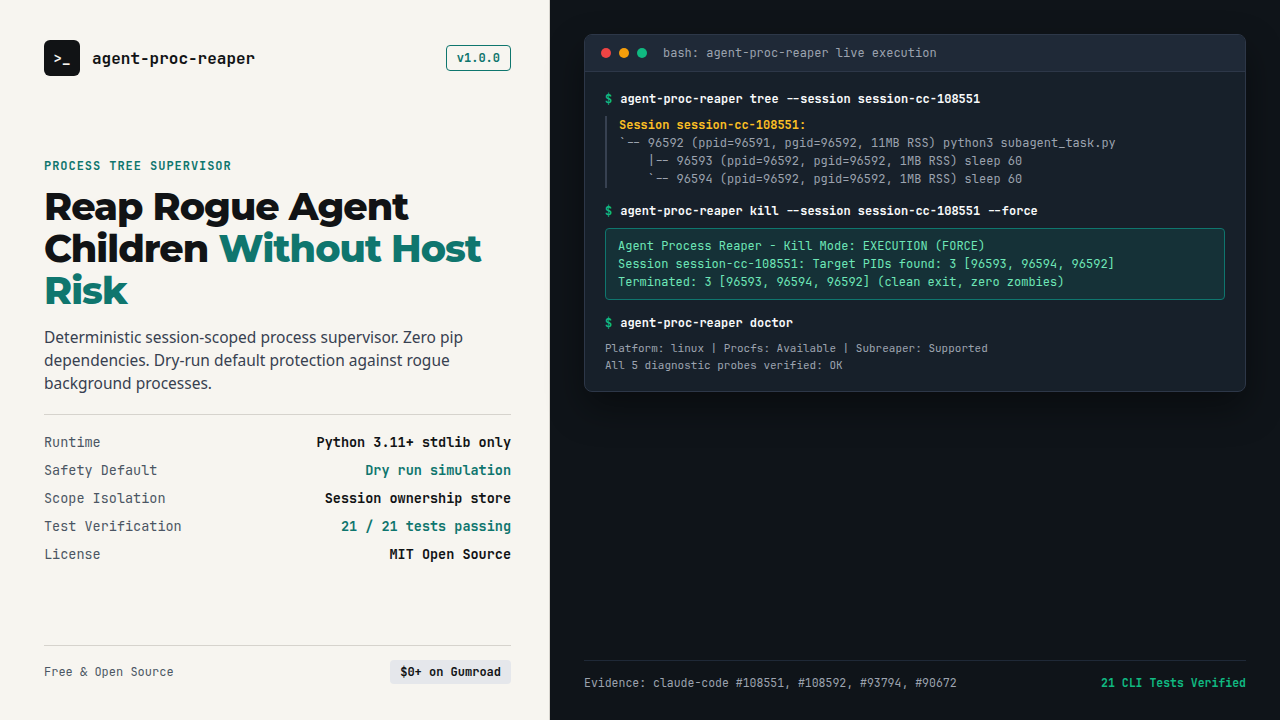 >_ agent-proc-reaper v1.0.0
PROCESS TREE SUPERVISOR
Reap Rogue Agent
Children Without Host
Risk
Deterministic session-scoped process supervisor. Zero pip
dependencies. Dry-run default protection against rogue
background processes.
Runtime Python 3.11+ stdlib only
Safety Default Dry run simulation
Scope Isolation Session ownership store
Test Verification 21 / 21 tests passing
License MIT Open Source
Free & Open Source $0+ on Gumroad
bash: agent-proc-reaper live execution
$ agent-proc-reaper tree --session session-cc-108551
Session session-cc-108551:
`-- 96592 (ppid=96591, pgid=96592, 11MB RSS) python3 subagent_task.py
    |-- 96593 (ppid=96592, pgid=96592, 1MB RSS) sleep 60
    `-- 96594 (ppid=96592, pgid=96592, 1MB RSS) sleep 60
$ agent-proc-reaper kill --session session-cc-108551 --force
Agent Process Reaper - Kill Mode: EXECUTION (FORCE)
Session session-cc-108551: Target PIDs found: 3 [96593, 96594, 96592]
Terminated: 3 [96593, 96594, 96592] (clean exit, zero zombies)
$ agent-proc-reaper doctor
Platform: linux | Procfs: Available | Subreaper: Supported
All 5 diagnostic probes verified: OK
Evidence: claude-code #108551, #108592, #93794, #90672 21 CLI Tests Verified